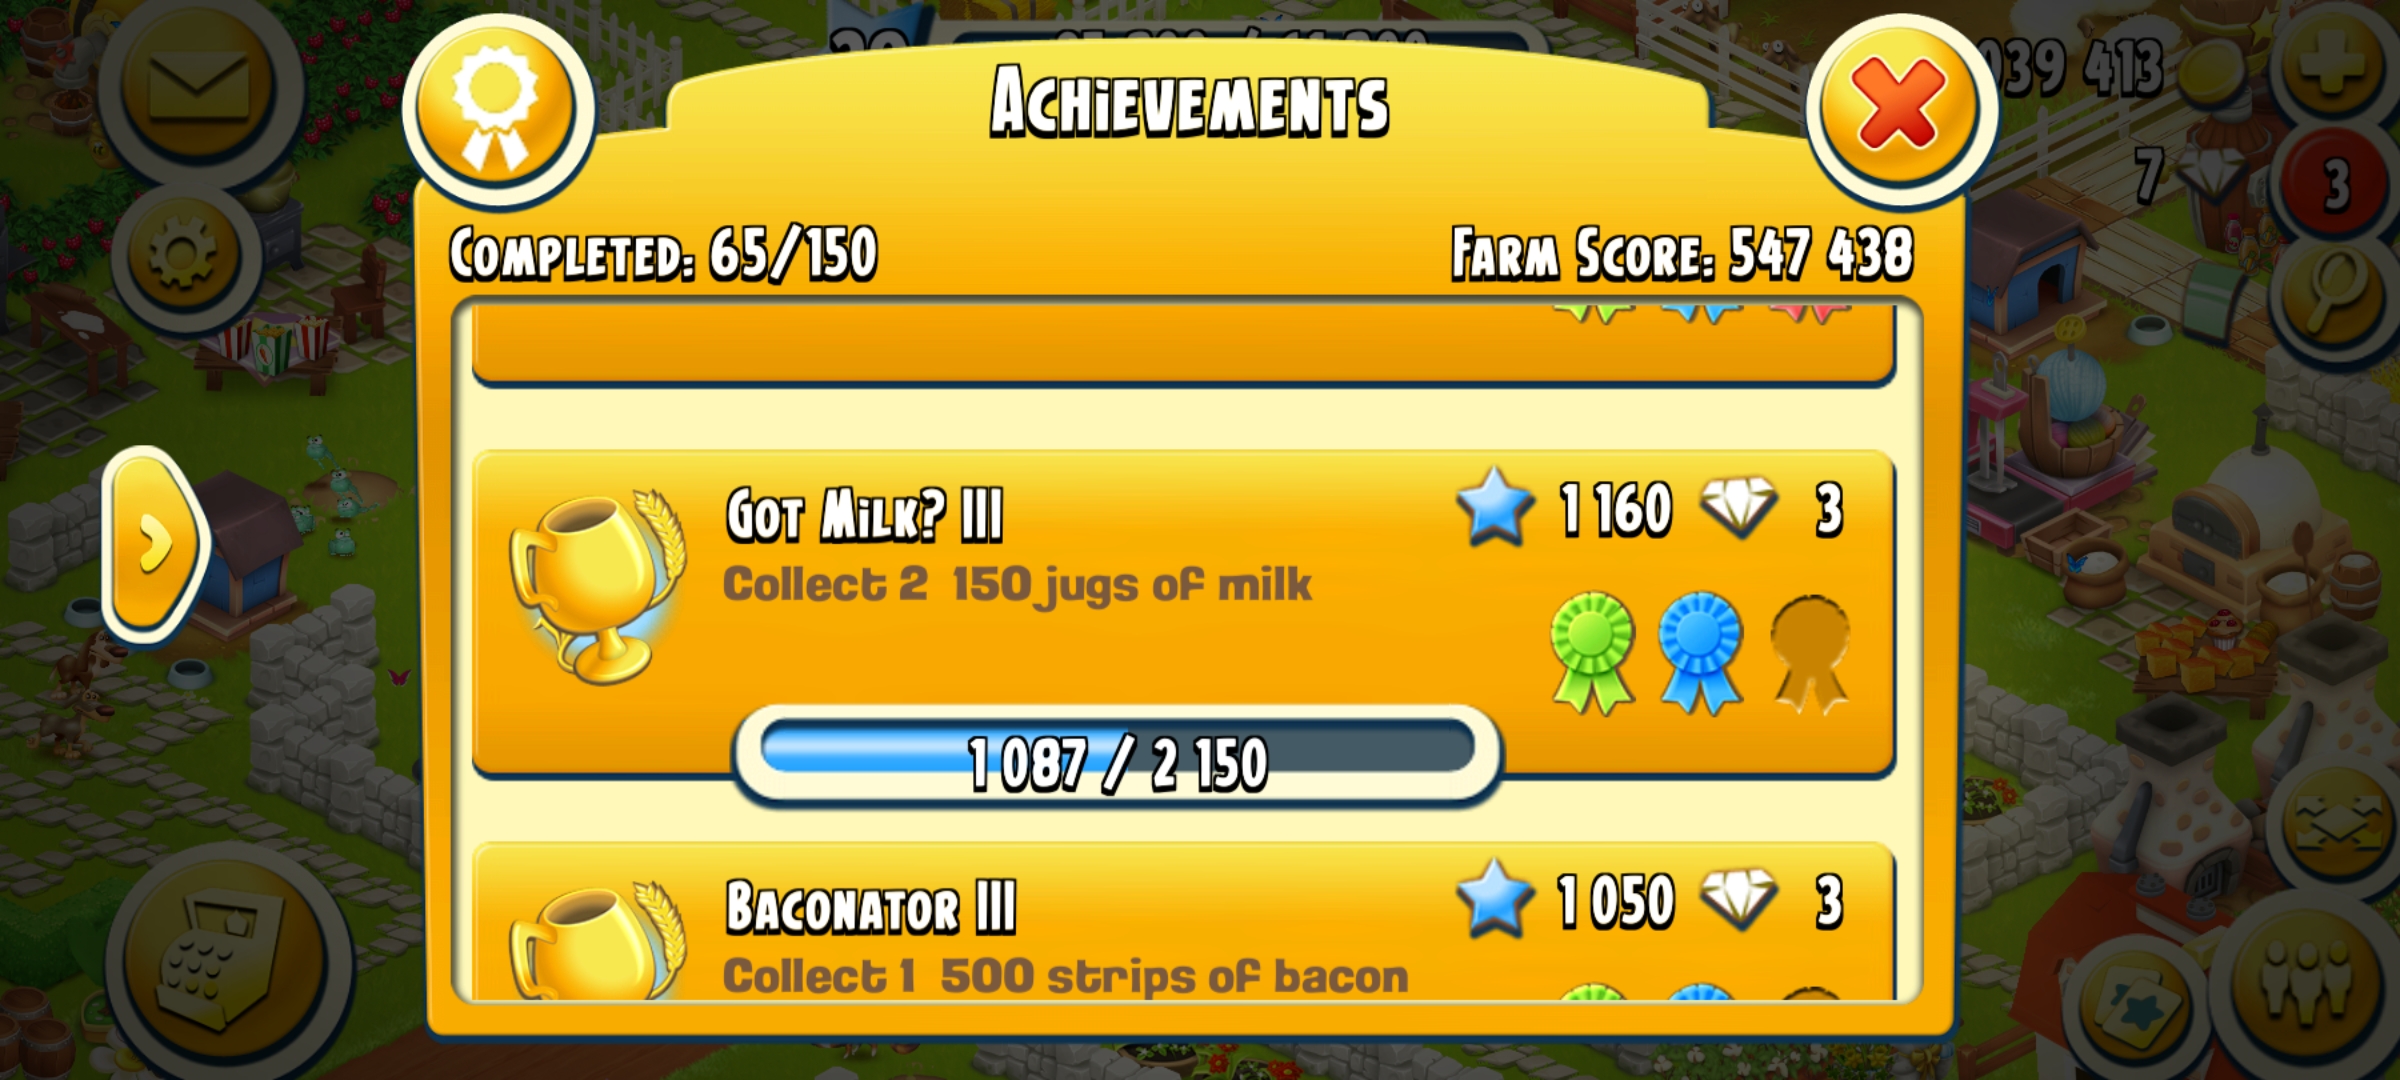 Achievements
039 413
7
3
Completed: 65/150
Farm Score: 547 438
Got Milk? III
1 160
3
Collect 2 150 jugs of milk
1 087 / 2 150
Baconator III
1 050
3
Collect 1 500 strips of bacon